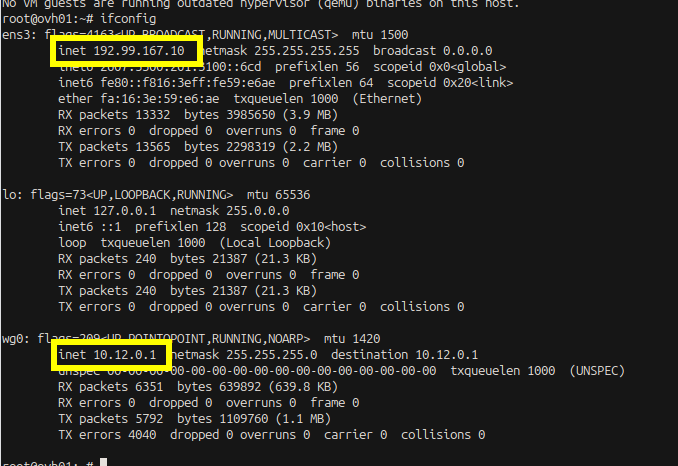 No VM guests are running outdated hypervisor (qemu) binaries on this host.
root@ovh01:~# ifconfig
ens3: flags=4163<UP,BROADCAST,RUNNING,MULTICAST>  mtu 1500
        inet 192.99.167.10  netmask 255.255.255.255  broadcast 0.0.0.0
        inet6 prefixlen 56  scopeid 0x0<global>
        inet6 fe80::f816:3eff:fe59:e6ae  prefixlen 64  scopeid 0x20<link>
        ether fa:16:3e:59:e6:ae  txqueuelen 1000  (Ethernet)
        RX packets 13332  bytes 3985650 (3.9 MB)
        RX errors 0  dropped 0  overruns 0  frame 0
        TX packets 13565  bytes 2298319 (2.2 MB)
        TX errors 0  dropped 0 overruns 0  carrier 0  collisions 0
lo: flags=73<UP,LOOPBACK,RUNNING>  mtu 65536
        inet 127.0.0.1  netmask 255.0.0.0
        inet6 ::1  prefixlen 128  scopeid 0x10<host>
        loop  txqueuelen 1000  (Local Loopback)
        RX packets 240  bytes 21387 (21.3 KB)
        RX errors 0  dropped 0  overruns 0  frame 0
        TX packets 240  bytes 21387 (21.3 KB)
        TX errors 0  dropped 0 overruns 0  carrier 0  collisions 0
wg0: flags=209<UP,POINTOPOINT,RUNNING,NOARP>  mtu 1420
        inet 10.12.0.1  netmask 255.255.255.0  destination 10.12.0.1
        unspec 00-00-00-00-00-00-00-00-00-00-00-00-00-00-00-00  txqueuelen 1000  (UNSPEC)
        RX packets 6351  bytes 639892 (639.8 KB)
        RX errors 0  dropped 0  overruns 0  frame 0
        TX packets 5792  bytes 1109760 (1.1 MB)
        TX errors 4040  dropped 0 overruns 0  carrier 0  collisions 0
root@ovh01:~#